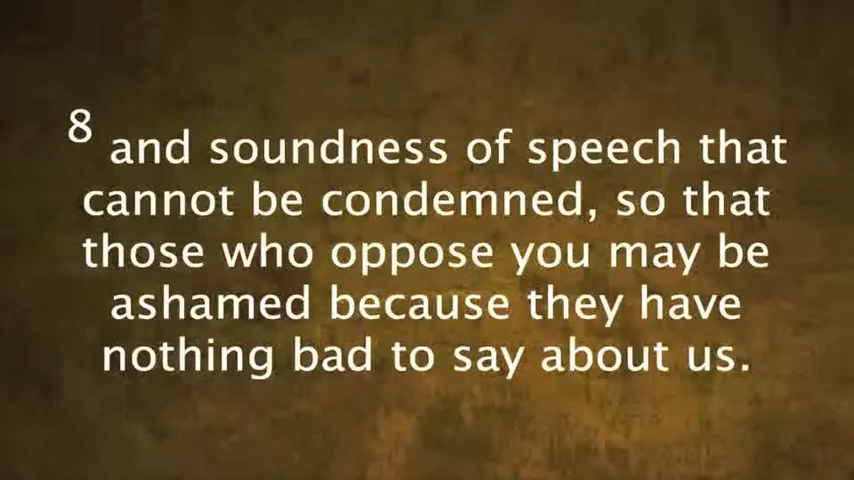 8 and soundness of speech that
cannot be condemned, so that
those who oppose you may be
ashamed because they have
nothing bad to say about us.